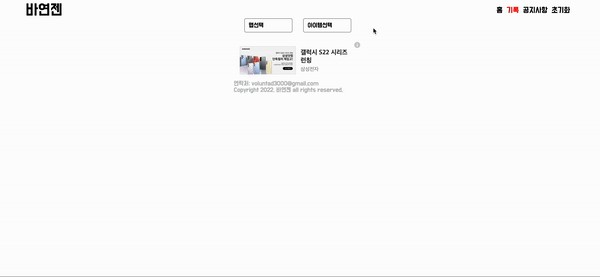 바연젠
홈 기록 공지사항 초기화
맵선택
아이템선택
갤럭시 S22 시리즈
런칭
삼성전자
연락처: voluntad3000@gmail.com
Copyright 2022. 바연젠 all rights reserved.